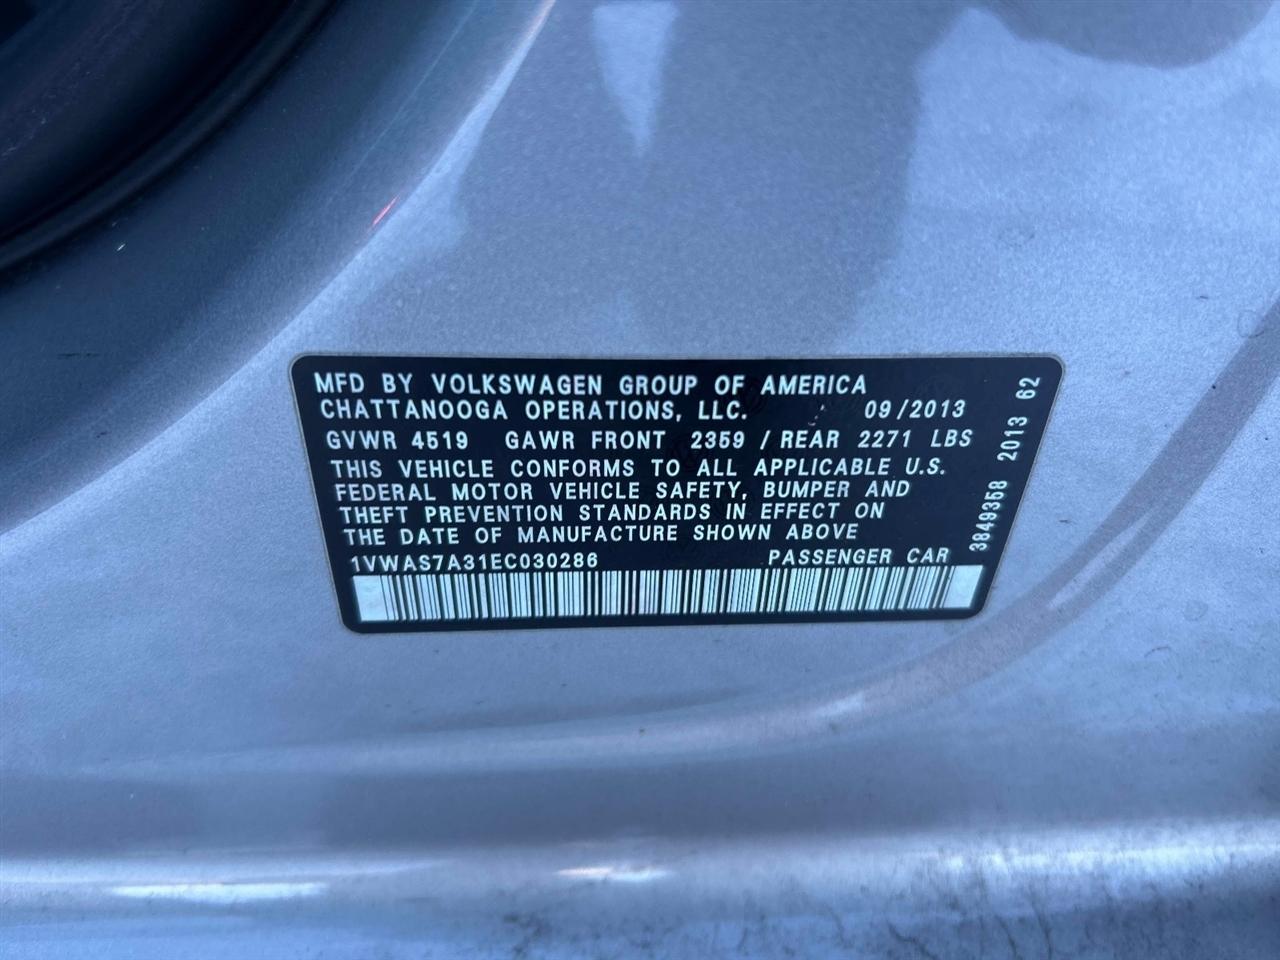 MFD BY VOLKSWAGEN GROUP OF AMERICA
CHATTANOOGA OPERATIONS, LLC. 09/2013
GVWR 4519 GAWR FRONT 2359 / REAR 2271 LBS
THIS VEHICLE CONFORMS TO ALL APPLICABLE U.S.
FEDERAL MOTOR VEHICLE SAFETY, BUMPER AND
THEFT PREVENTION STANDARDS IN EFFECT ON
THE DATE OF MANUFACTURE SHOWN ABOVE
1VWAS7A31EC030286 PASSENGER CAR
3849358 2013 62